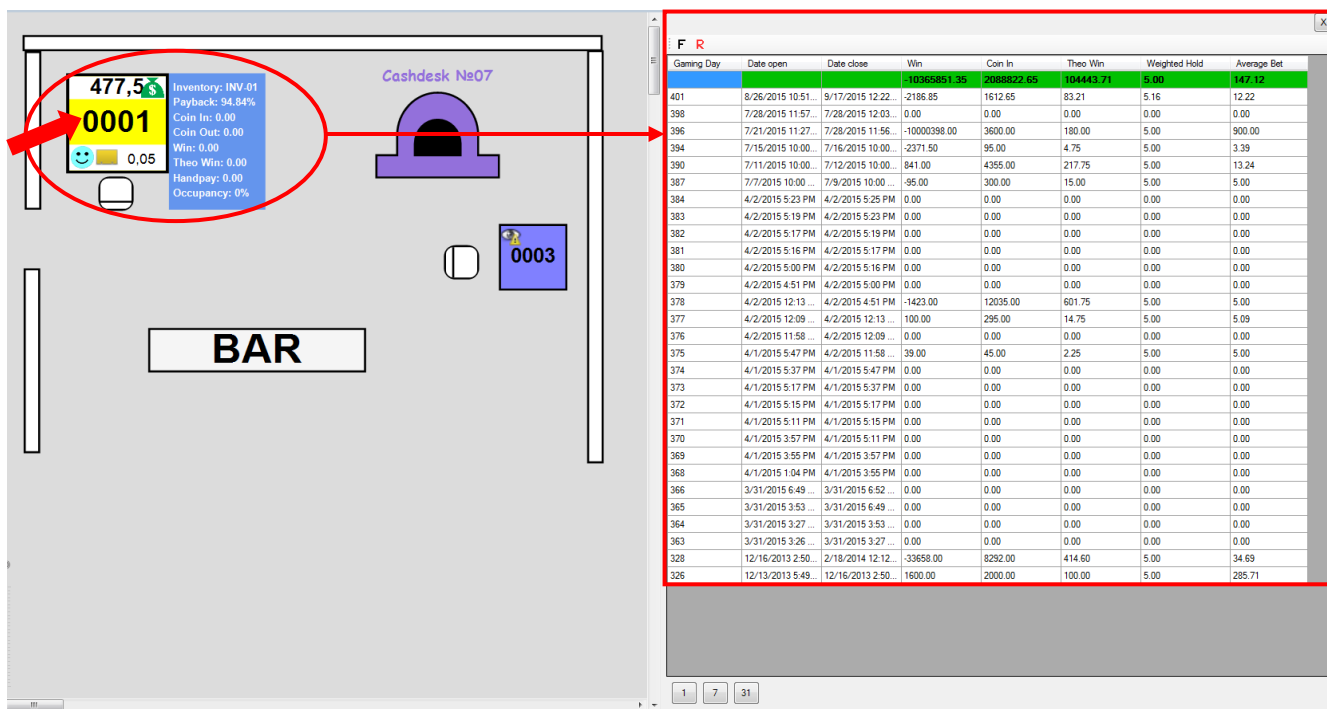 477,5
0001
0,05
Inventory: INV-01
Payback: 94.84%
Coin In: 0.00
Coin Out: 0.00
Win: 0.00
Theo Win: 0.00
Handpay: 0.00
Occupancy: 0%
Cashdesk №07
0003
BAR
X
F R
Gaming Day Date open Date close Win Coin In Theo Win Weighted Hold Average Bet
-10365851.35 2088822.65 104443.71 5.00 147.12
401 8/26/2015 10:51... 9/17/2015 12:22... -2186.85 1612.65 83.21 5.16 12.22
398 7/28/2015 11:57... 7/28/2015 12:03... 0.00 0.00 0.00 0.00 0.00
396 7/21/2015 11:27... 7/28/2015 11:56... -10000398.00 3600.00 180.00 5.00 900.00
394 7/15/2015 10:00... 7/16/2015 10:00... -2371.50 95.00 4.75 5.00 3.39
390 7/11/2015 10:00... 7/12/2015 10:00... 841.00 4355.00 217.75 5.00 13.24
387 7/7/2015 10:00 ... 7/9/2015 10:00 ... -95.00 300.00 15.00 5.00 5.00
384 4/2/2015 5:23 PM 4/2/2015 5:25 PM 0.00 0.00 0.00 0.00 0.00
383 4/2/2015 5:19 PM 4/2/2015 5:23 PM 0.00 0.00 0.00 0.00 0.00
382 4/2/2015 5:17 PM 4/2/2015 5:19 PM 0.00 0.00 0.00 0.00 0.00
381 4/2/2015 5:16 PM 4/2/2015 5:17 PM 0.00 0.00 0.00 0.00 0.00
380 4/2/2015 5:00 PM 4/2/2015 5:16 PM 0.00 0.00 0.00 0.00 0.00
379 4/2/2015 4:51 PM 4/2/2015 5:00 PM 0.00 0.00 0.00 0.00 0.00
378 4/2/2015 12:13 ... 4/2/2015 4:51 PM -1423.00 12035.00 601.75 5.00 5.00
377 4/2/2015 12:09 ... 4/2/2015 12:13 ... 100.00 295.00 14.75 5.00 5.09
376 4/2/2015 11:58 ... 4/2/2015 12:09 ... 0.00 0.00 0.00 0.00 0.00
375 4/1/2015 5:47 PM 4/2/2015 11:58 ... 39.00 45.00 2.25 5.00 5.00
374 4/1/2015 5:37 PM 4/1/2015 5:47 PM 0.00 0.00 0.00 0.00 0.00
373 4/1/2015 5:17 PM 4/1/2015 5:37 PM 0.00 0.00 0.00 0.00 0.00
372 4/1/2015 5:15 PM 4/1/2015 5:17 PM 0.00 0.00 0.00 0.00 0.00
371 4/1/2015 5:11 PM 4/1/2015 5:15 PM 0.00 0.00 0.00 0.00 0.00
370 4/1/2015 3:57 PM 4/1/2015 5:11 PM 0.00 0.00 0.00 0.00 0.00
369 4/1/2015 3:55 PM 4/1/2015 3:57 PM 0.00 0.00 0.00 0.00 0.00
368 4/1/2015 1:04 PM 4/1/2015 3:55 PM 0.00 0.00 0.00 0.00 0.00
366 3/31/2015 6:49 ... 3/31/2015 6:52 ... 0.00 0.00 0.00 0.00 0.00
365 3/31/2015 3:53 ... 3/31/2015 6:49 ... 0.00 0.00 0.00 0.00 0.00
364 3/31/2015 3:27 ... 3/31/2015 3:53 ... 0.00 0.00 0.00 0.00 0.00
363 3/31/2015 3:26 ... 3/31/2015 3:27 ... 0.00 0.00 0.00 0.00 0.00
328 12/16/2013 2:50... 2/18/2014 12:12... -33658.00 8292.00 414.60 5.00 34.69
326 12/13/2013 5:49... 12/16/2013 2:50... 1600.00 2000.00 100.00 5.00 285.71
1 7 31